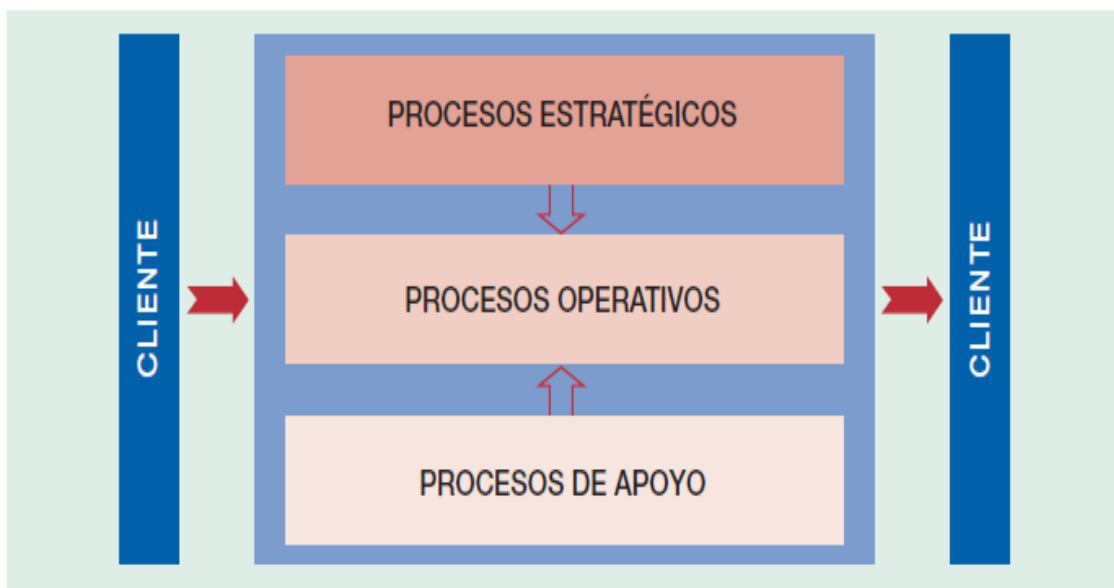 CLIENTE
PROCESOS ESTRATÉGICOS
PROCESOS OPERATIVOS
PROCESOS DE APOYO
CLIENTE